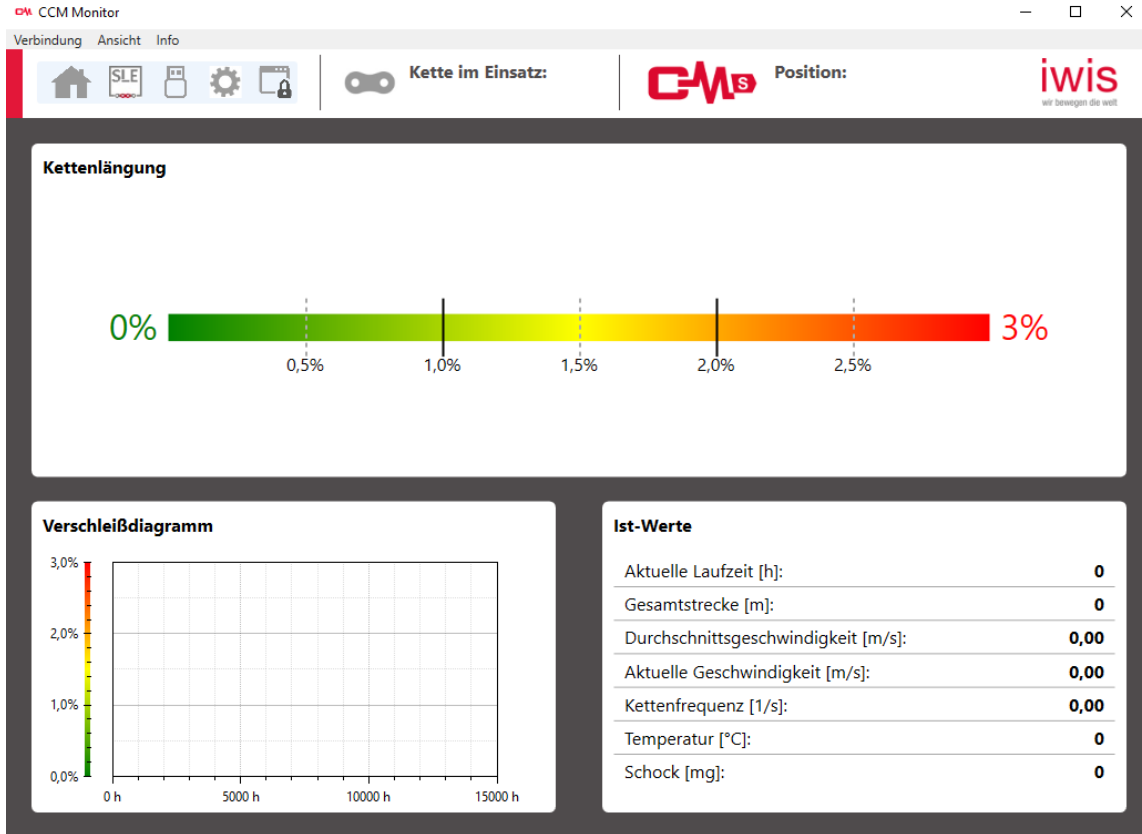 CCM Monitor
Verbindung Ansicht Info
SLE
Kette im Einsatz:
CMS
Position:
iwis
wir bewegen die welt
Kettenlängung
0%
3%
0,5% 1,0% 1,5% 2,0% 2,5%
Verschleißdiagramm
3,0%
2,0%
1,0%
0,0%
0 h 5000 h 10000 h 15000 h
Ist-Werte
Aktuelle Laufzeit [h]: 0
Gesamtstrecke [m]: 0
Durchschnittsgeschwindigkeit [m/s]: 0,00
Aktuelle Geschwindigkeit [m/s]: 0,00
Kettenfrequenz [1/s]: 0,00
Temperatur [°C]: 0
Schock [mg]: 0